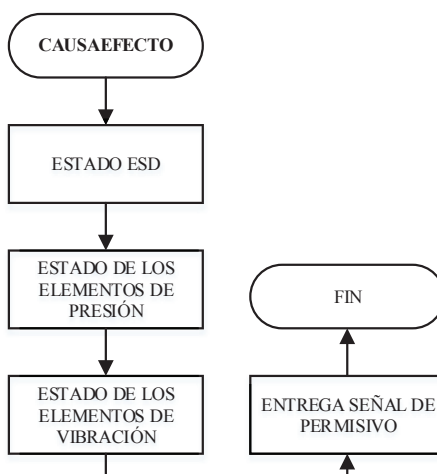 CAUSAEFECTO
ESTADO ESD
ESTADO DE LOS
ELEMENTOS DE
PRESIÓN
ESTADO DE LOS
ELEMENTOS DE
VIBRACIÓN
FIN
ENTREGA SEÑAL DE
PERMISIVO